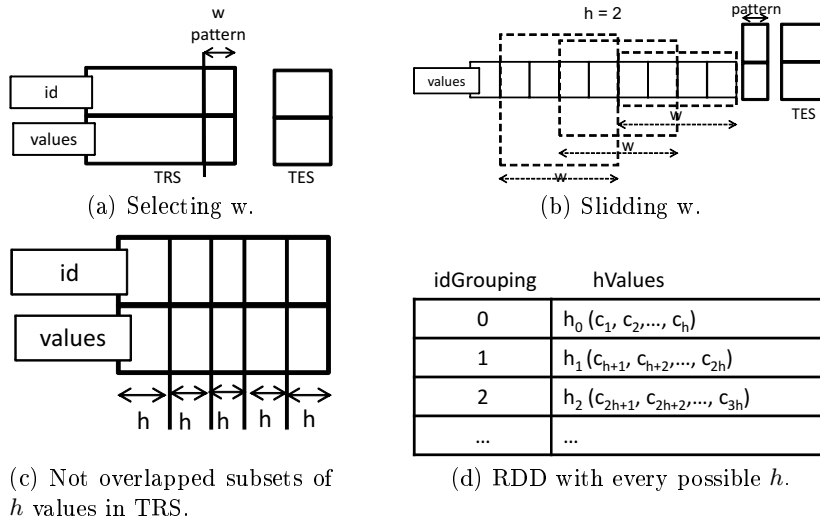 w
pattern
id
values
TRS
TES
(a) Selecting w.
h = 2
pattern
values
TES
w
w
w
(b) Slidding w.
id
values
h
h
h
h
h
(c) Not overlapped subsets of
h values in TRS.
idGrouping hValues
0 h₀ (c₁, c₂,..., cₕ)
1 h₁ (cₕ₊₁, cₕ₊₂,..., c₂ₕ)
2 h₂ (c₂ₕ₊₁, c₂ₕ₊₂,..., c₃ₕ)
... ...
(d) RDD with every possible h.